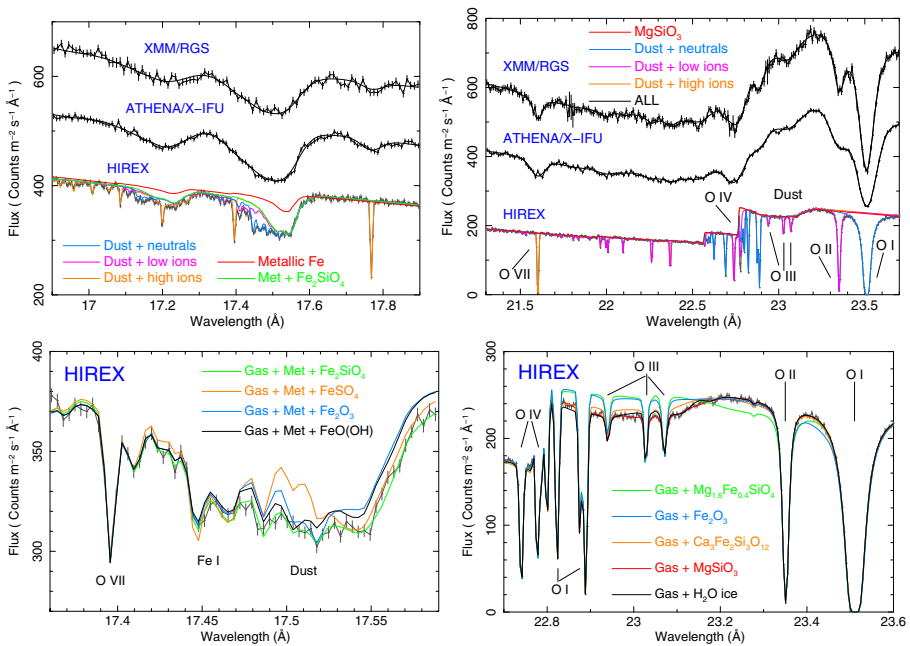 XMM/RGS
ATHENA/X−IFU
HIREX
Dust + neutrals
Dust + low ions
Dust + high ions
Metallic Fe
Met + Fe₂SiO₄
Flux ( Counts m⁻² s⁻¹ Å⁻¹)
200
400
600
17
17.2
17.4
17.6
17.8
Wavelength (Å)
MgSiO₃
Dust + neutrals
Dust + low ions
Dust + high ions
ALL
XMM/RGS
ATHENA/X−IFU
HIREX
O VII
O IV
Dust
O III
O II
O I
Flux ( Counts m⁻² s⁻¹ Å⁻¹)
0
200
400
600
800
21.5
22
22.5
23
23.5
Wavelength (Å)
HIREX
Gas + Met + Fe₂SiO₄
Gas + Met + FeSO₄
Gas + Met + Fe₂O₃
Gas + Met + FeO(OH)
O VII
Fe I
Dust
Flux ( Counts m⁻² s⁻¹ Å⁻¹)
300
350
400
17.4
17.45
17.5
17.55
Wavelength (Å)
HIREX
O IV
O III
O II
O I
O I
Gas + Mg₁.₆Fe₀.₄SiO₄
Gas + Fe₂O₃
Gas + Ca₃Fe₂Si₃O₁₂
Gas + MgSiO₃
Gas + H₂O ice
Flux ( Counts m⁻² s⁻¹ Å⁻¹)
0
100
200
300
22.8
23
23.2
23.4
23.6
Wavelength (Å)